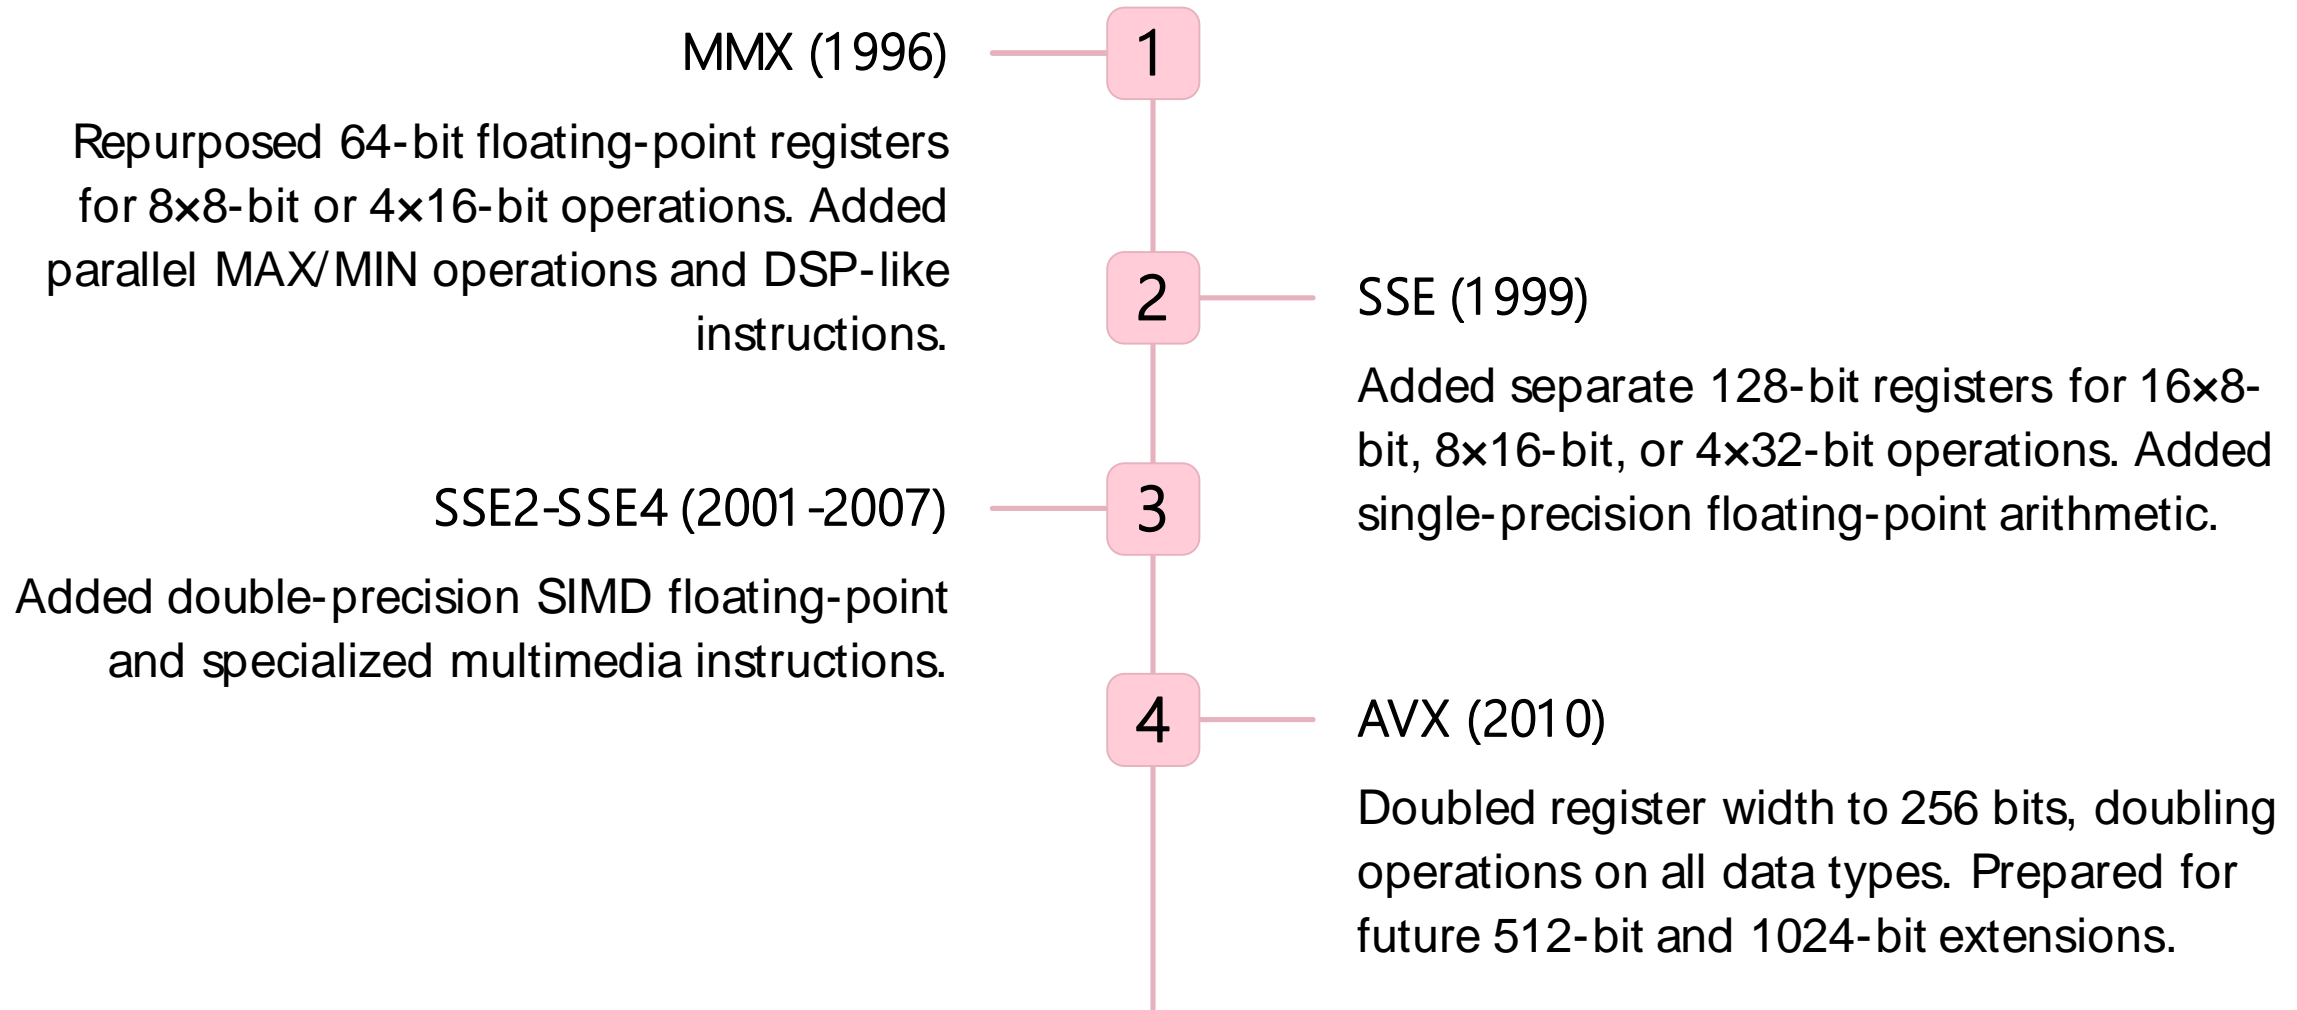 1
MMX (1996)
Repurposed 64-bit floating-point registers
for 8×8-bit or 4×16-bit operations. Added
parallel MAX/MIN operations and DSP-like
instructions.
2
SSE (1999)
Added separate 128-bit registers for 16×8-
bit, 8×16-bit, or 4×32-bit operations. Added
single-precision floating-point arithmetic.
3
SSE2-SSE4 (2001-2007)
Added double-precision SIMD floating-point
and specialized multimedia instructions.
4
AVX (2010)
Doubled register width to 256 bits, doubling
operations on all data types. Prepared for
future 512-bit and 1024-bit extensions.